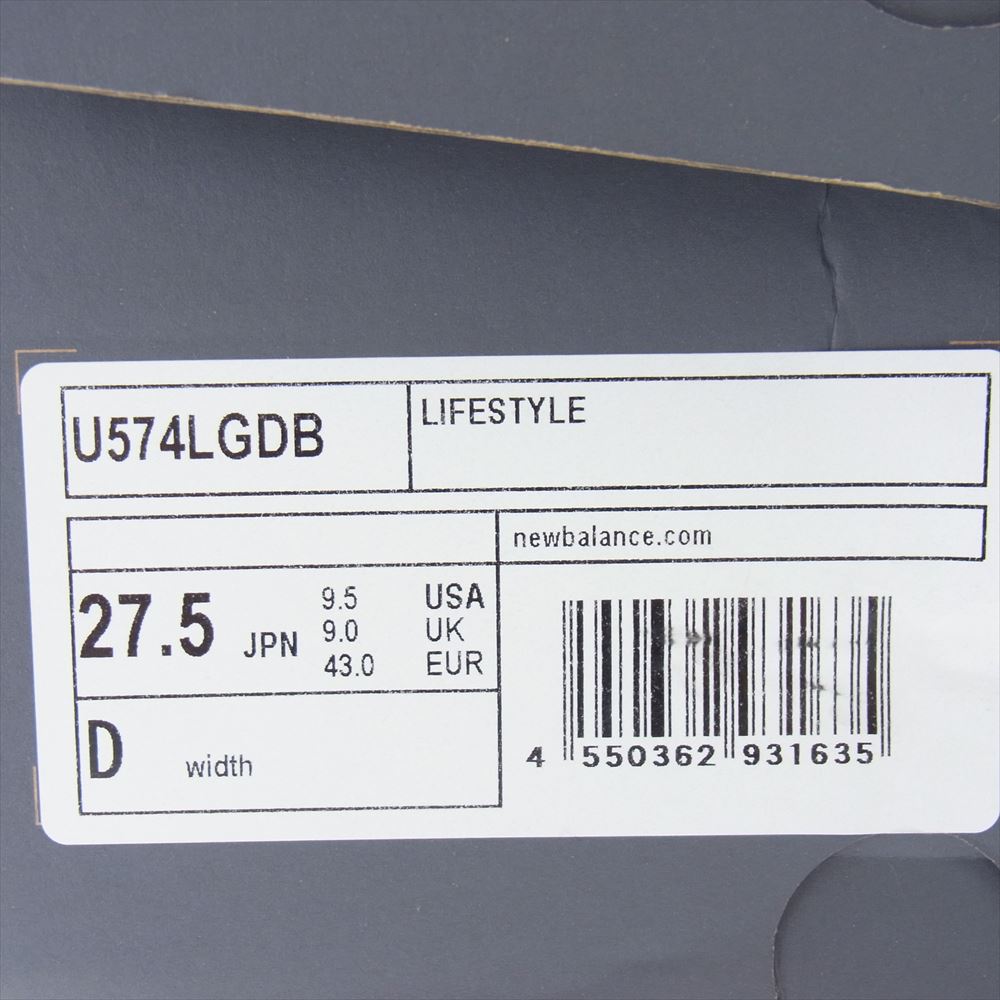 U574LGDB
LIFESTYLE
newbalance.com
27.5 JPN
9.5 USA
9.0 UK
43.0 EUR
D width
4 550362 931635